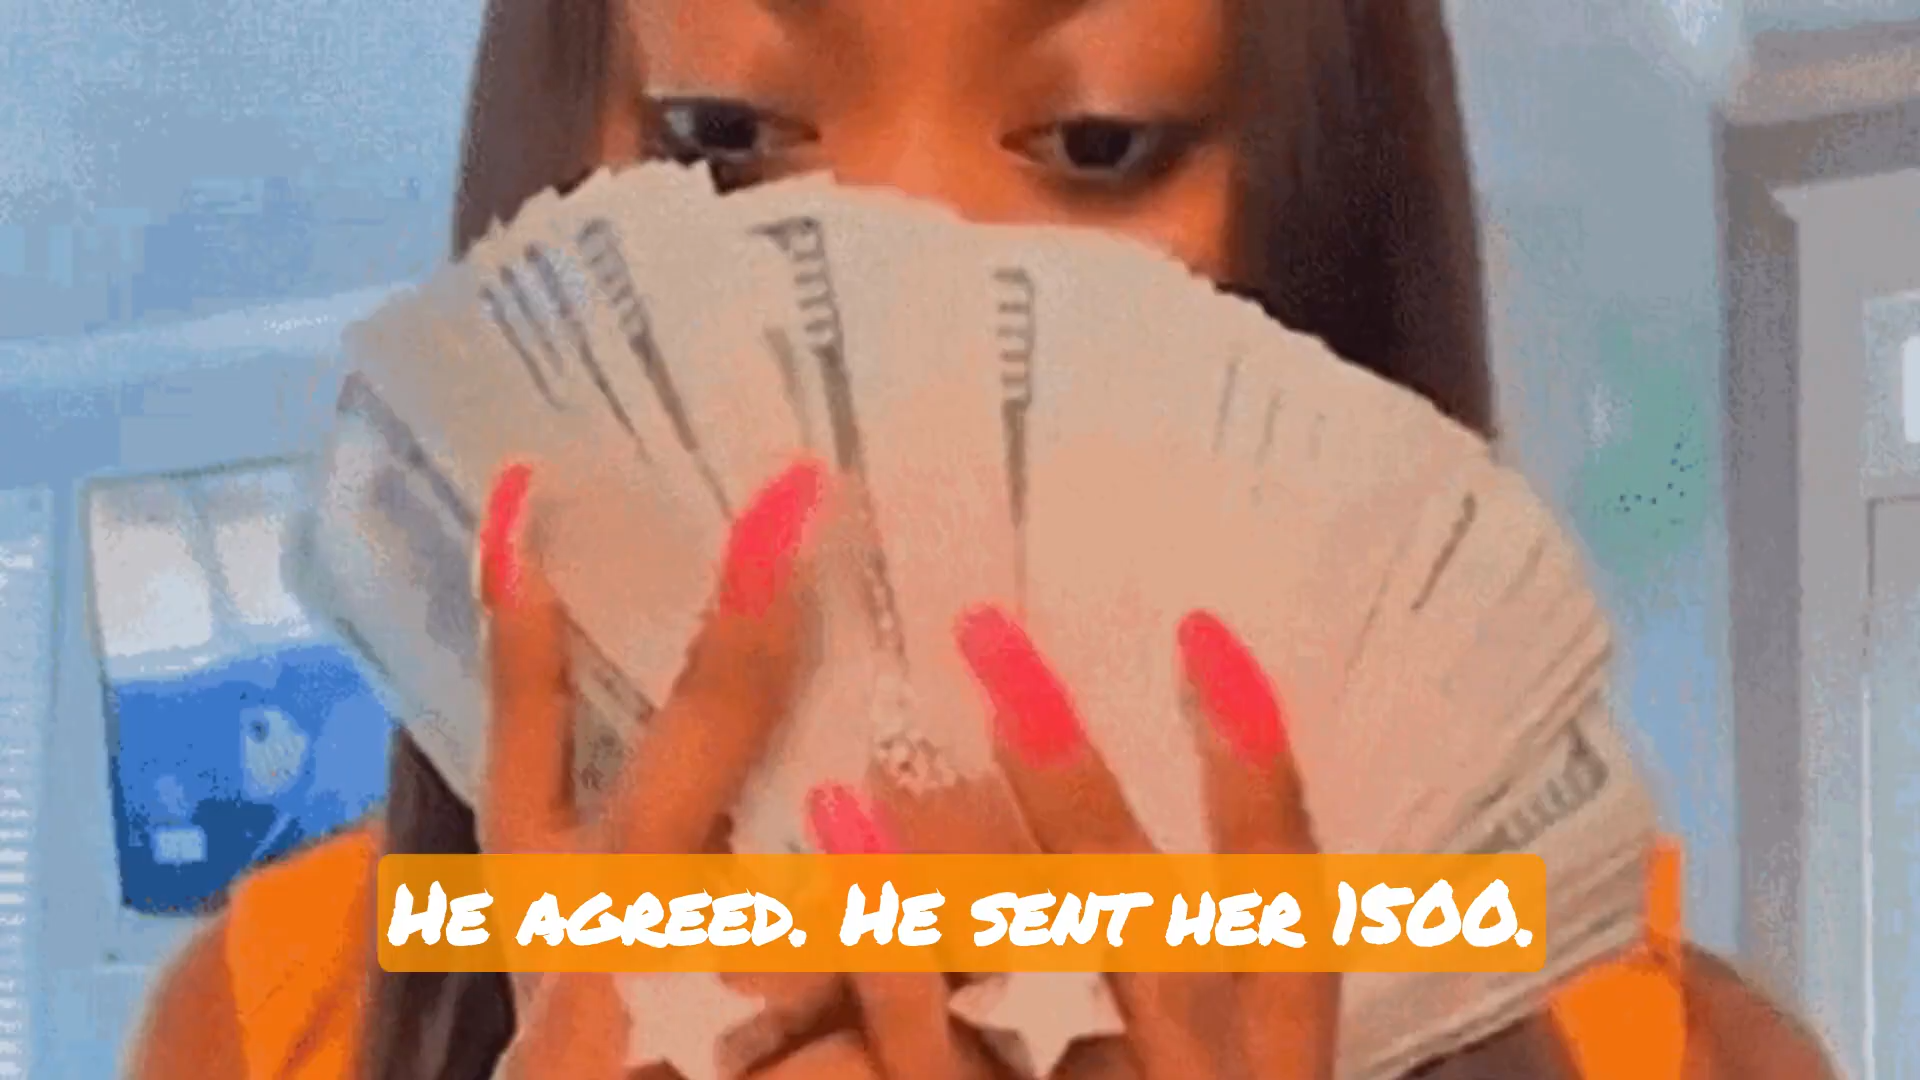 He agreed. He sent her 1500.